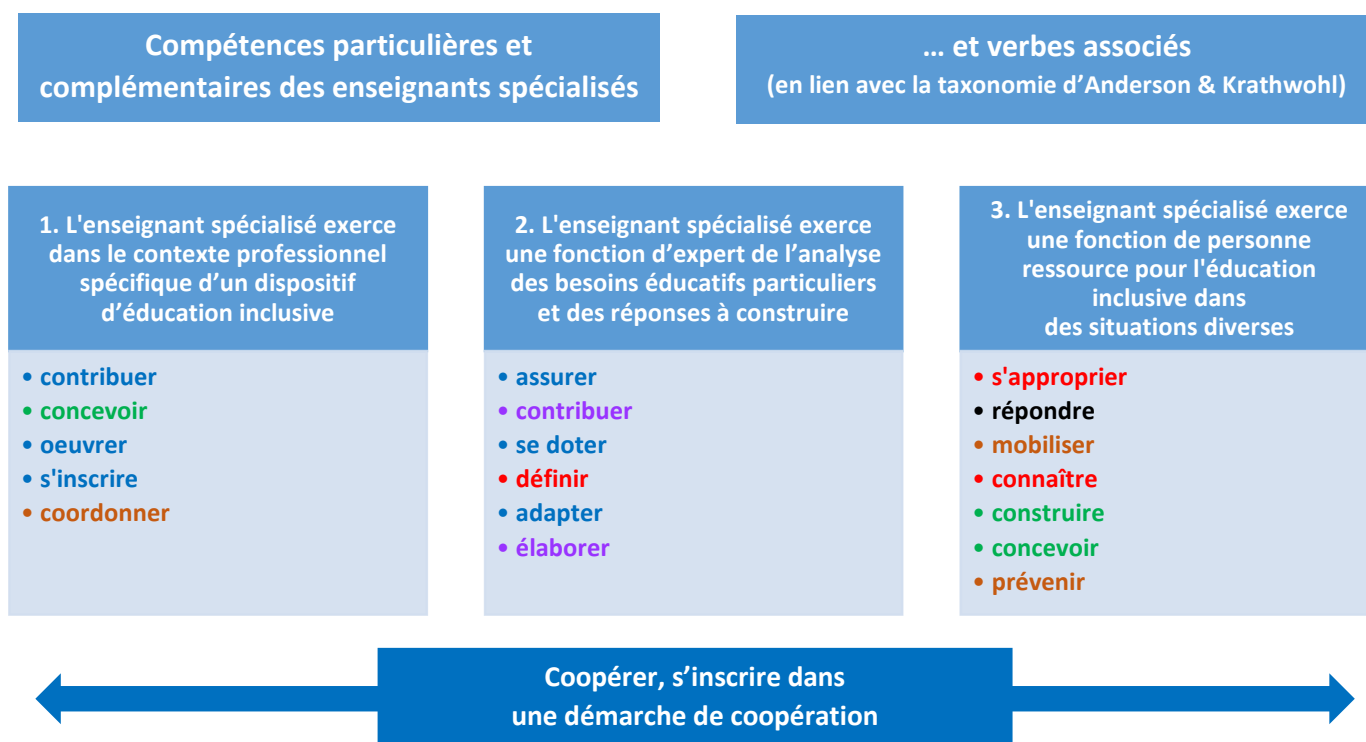 Compétences particulières et
complémentaires des enseignants spécialisés
… et verbes associés
(en lien avec la taxonomie d’Anderson & Krathwohl)
1. L'enseignant spécialisé exerce
dans le contexte professionnel
spécifique d’un dispositif
d’éducation inclusive
• contribuer
• concevoir
• oeuvrer
• s'inscrire
• coordonner
2. L'enseignant spécialisé exerce
une fonction d’expert de l’analyse
des besoins éducatifs particuliers
et des réponses à construire
• assurer
• contribuer
• se doter
• définir
• adapter
• élaborer
3. L'enseignant spécialisé exerce
une fonction de personne
ressource pour l'éducation
inclusive dans
des situations diverses
• s'approprier
• répondre
• mobiliser
• connaître
• construire
• concevoir
• prévenir
Coopérer, s’inscrire dans
une démarche de coopération